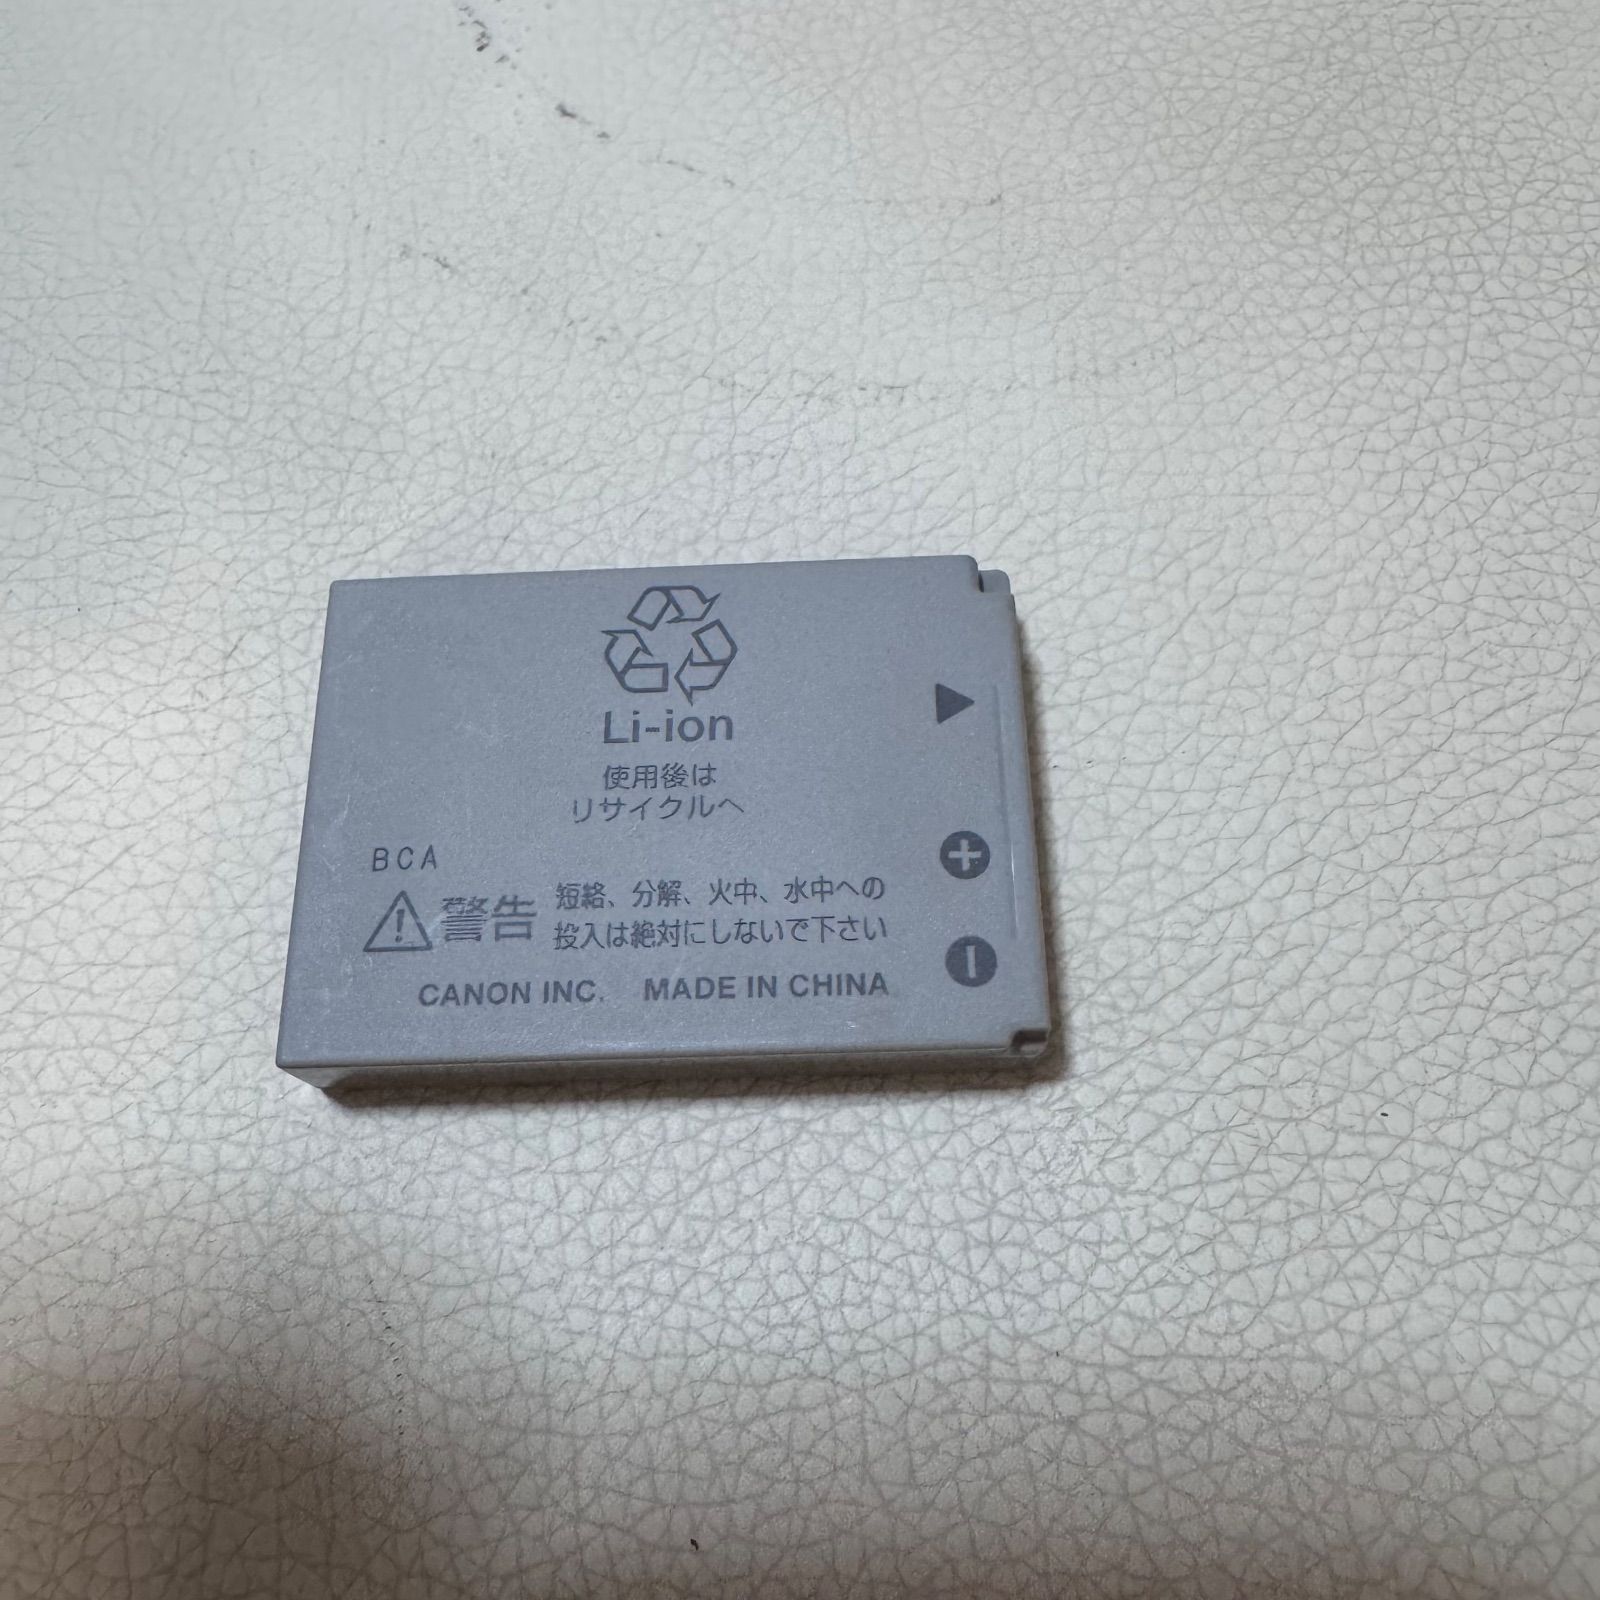 Li-ion
使用後は
リサイクルへ
BCA
警告 短絡、分解、火中、水中への
投入は絶対にしないで下さい
CANON INC. MADE IN CHINA